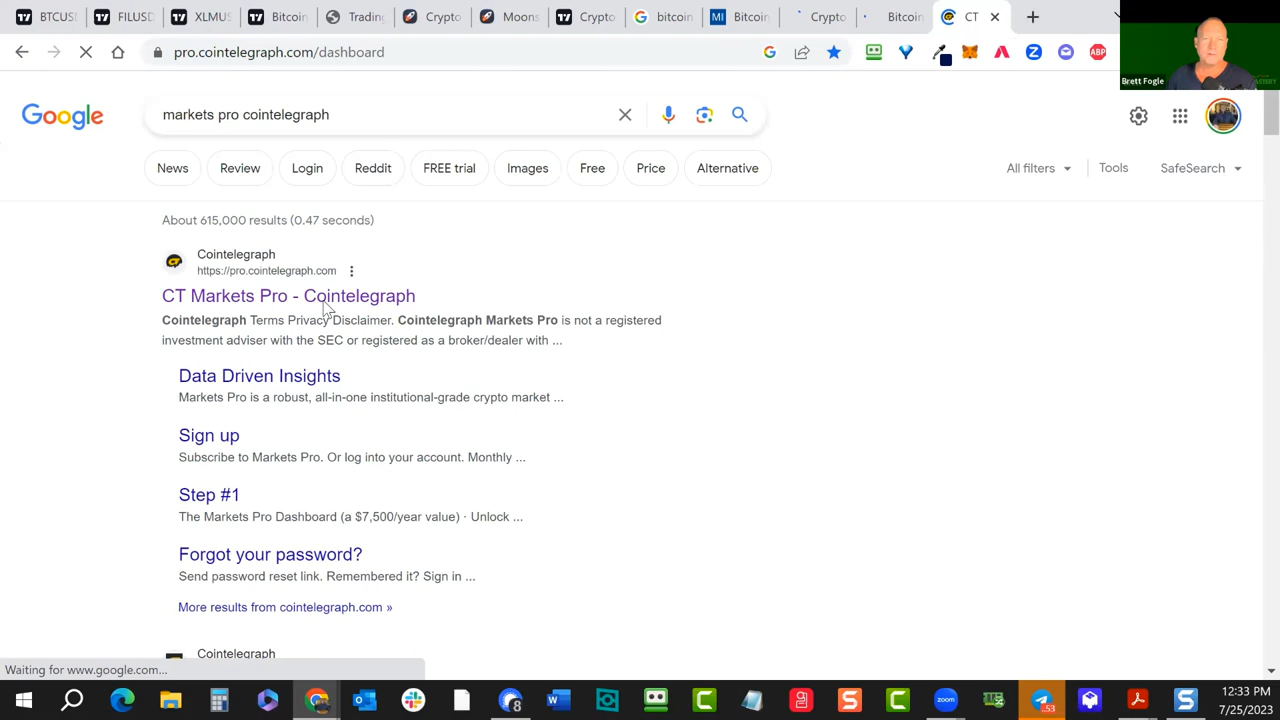 BTCUS
FILUSD
XLMUS
Bitcoin
Trading
Crypto
Moons
Crypto
bitcoin
MI
Bitcoin
Crypto
Bitcoin
CT
pro.cointelegraph.com/dashboard
ABP
Brett Fogle
Google
markets pro cointelegraph
News
Review
Login
Reddit
FREE trial
Images
Free
Price
Alternative
All filters
Tools
SafeSearch
About 615,000 results (0.47 seconds)
Cointelegraph
https://pro.cointelegraph.com
CT Markets Pro - Cointelegraph
Cointelegraph Terms Privacy Disclaimer. Cointelegraph Markets Pro is not a registered
investment adviser with the SEC or registered as a broker/dealer with ...
Data Driven Insights
Markets Pro is a robust, all-in-one institutional-grade crypto market ...
Sign up
Subscribe to Markets Pro. Or log into your account. Monthly ...
Step #1
The Markets Pro Dashboard (a $7,500/year value) · Unlock ...
Forgot your password?
Send password reset link. Remembered it? Sign in ...
More results from cointelegraph.com »
Cointelegraph
Waiting for www.google.com...
zoom
53
12:33 PM
7/25/2023